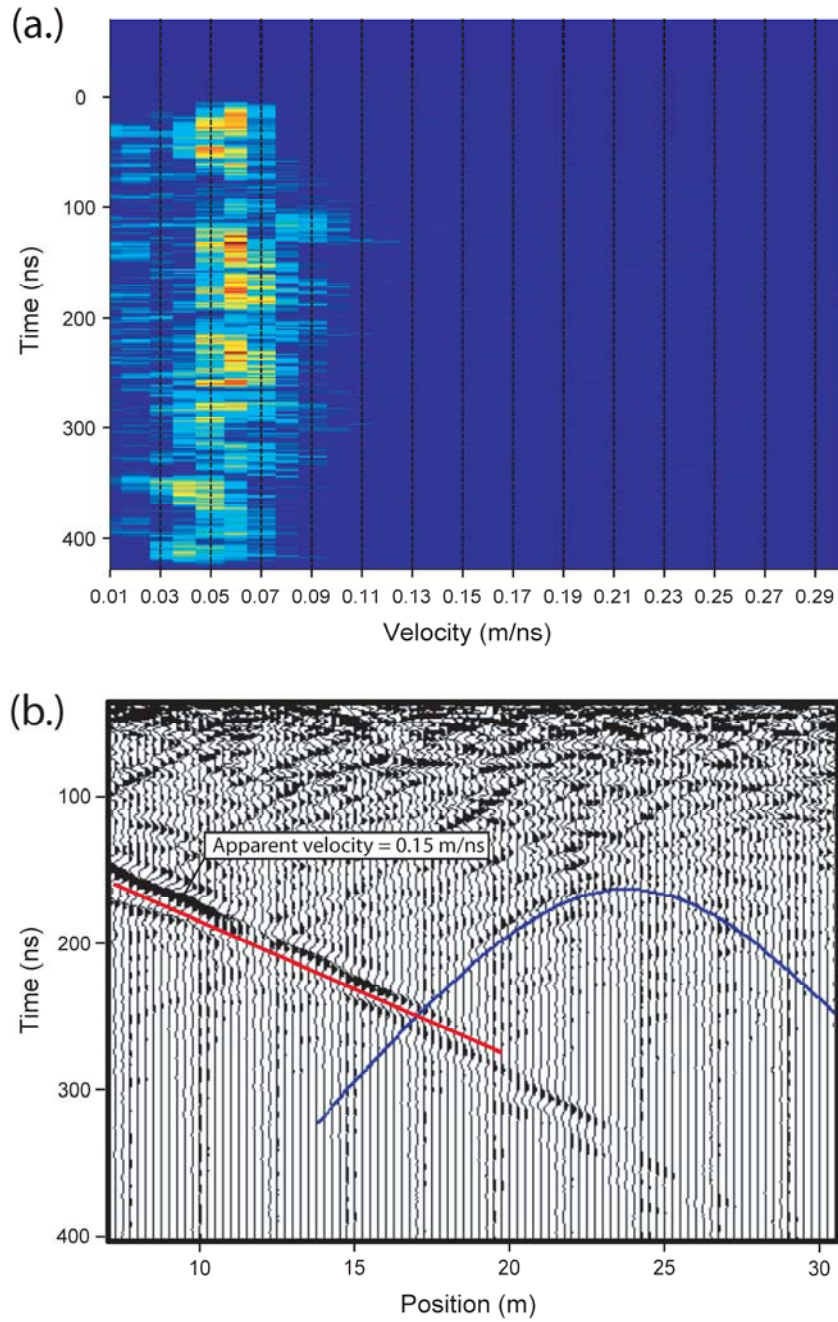 (a.)
0
100
200
300
400
Time (ns)
0.01 0.03 0.05 0.07 0.09 0.11 0.13 0.15 0.17 0.19 0.21 0.23 0.25 0.27 0.29
Velocity (m/ns)
(b.)
100
200
300
400
Time (ns)
Apparent velocity = 0.15 m/ns
10 15 20 25 30
Position (m)